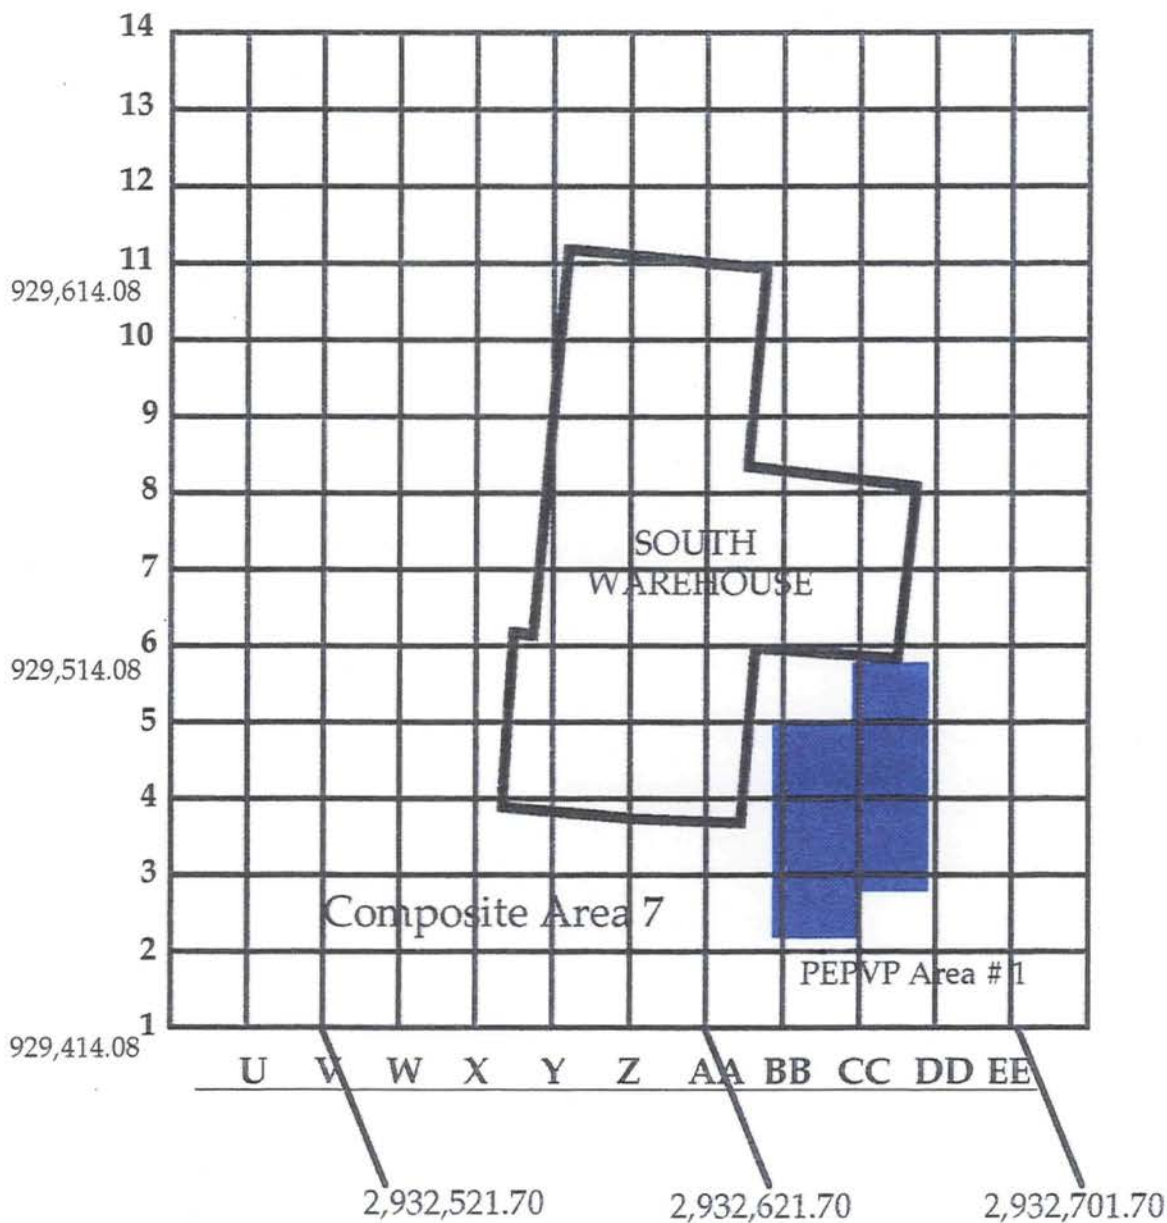 14
13
12
11
929,614.08
10
9
8
SOUTH
7
WAREHOUSE
6
929,514.08
5
4
3
Composite Area 7
2
PEPVP Area # 1
1
929,414.08
U V W X Y Z AA BB CC DD EE
2,932,521.70 2,932,621.70 2,932,701.70